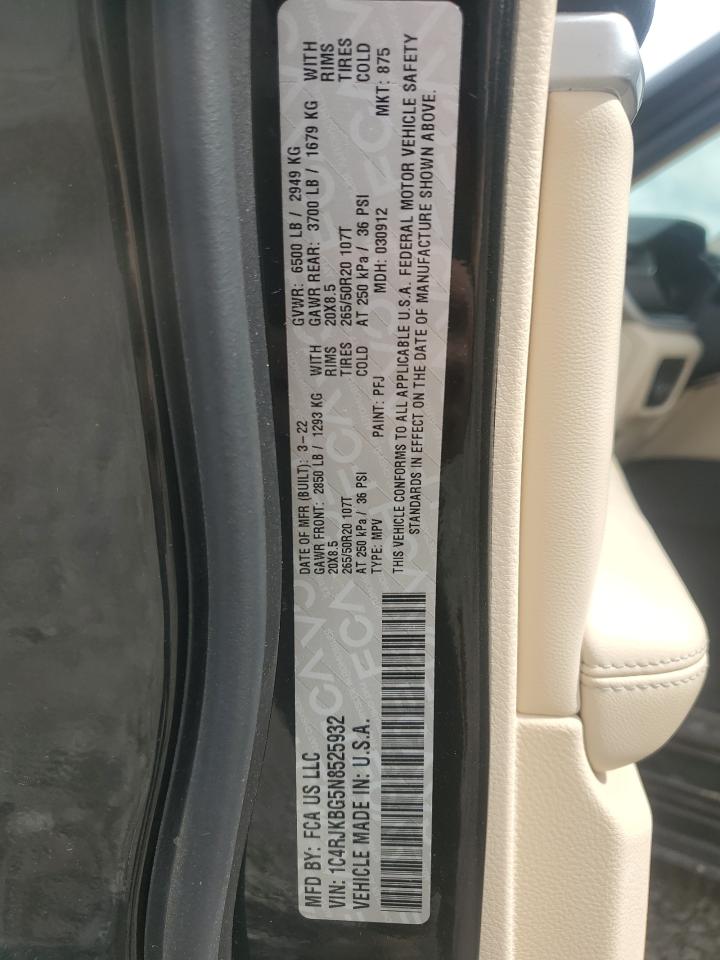 MFD BY: FCA US LLC
VIN: 1C4RJKBG5N8525932
VEHICLE MADE IN: U.S.A.
DATE OF MFR (BUILT): 3-22 GVWR: 6500 LB / 2949 KG
GAWR FRONT: 2850 LB / 1293 KG WITH GAWR REAR: 3700 LB / 1679 KG WITH
20X8.5 RIMS 20X8.5 RIMS
265/50R20 107T TIRES 265/50R20 107T TIRES
AT 250 kPa / 36 PSI COLD AT 250 kPa / 36 PSI COLD
TYPE: MPV PAINT: PFJ MDH: 030912 MKT: 875
THIS VEHICLE CONFORMS TO ALL APPLICABLE U.S.A. FEDERAL MOTOR VEHICLE SAFETY
STANDARDS IN EFFECT ON THE DATE OF MANUFACTURE SHOWN ABOVE.